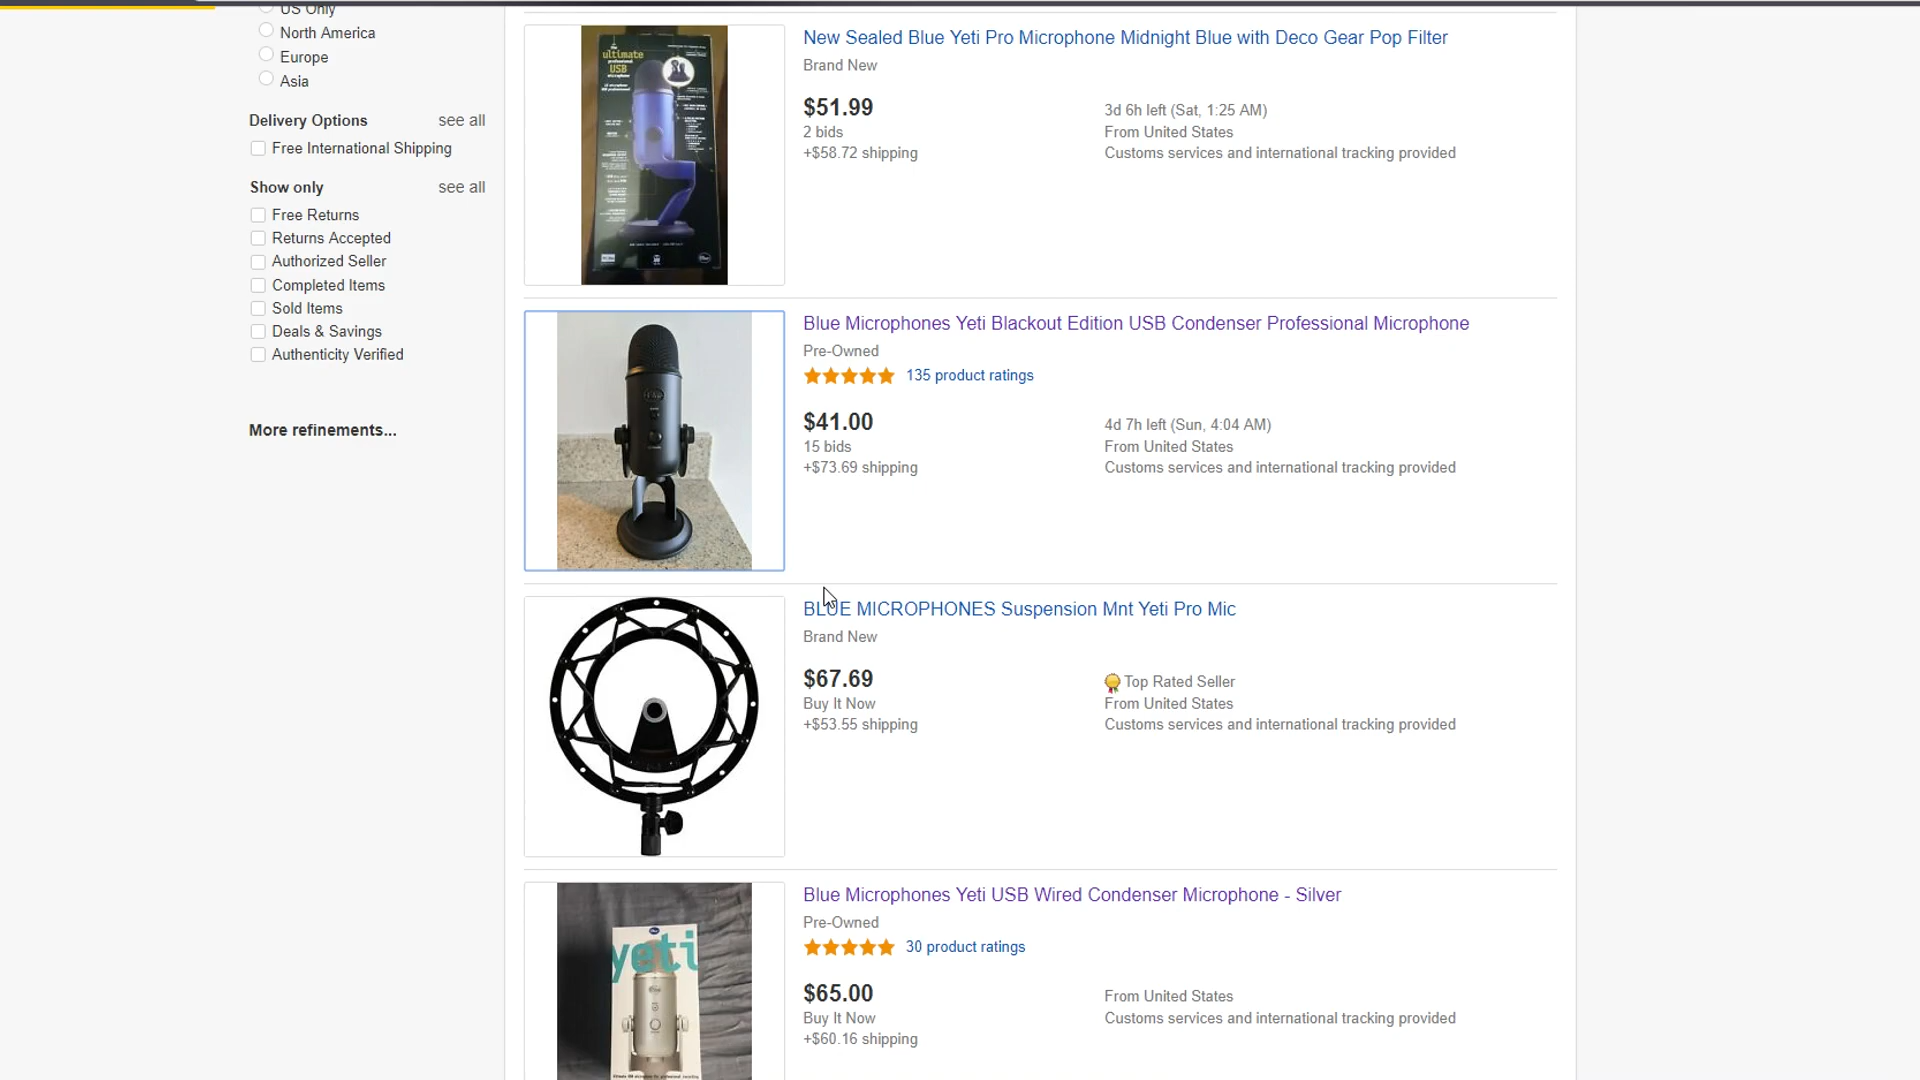 US Only
North America
Europe
Asia
Delivery Options see all
Free International Shipping
Show only see all
Free Returns
Returns Accepted
Authorized Seller
Completed Items
Sold Items
Deals & Savings
Authenticity Verified
More refinements...
ultimate
professional
USB
microphone
New Sealed Blue Yeti Pro Microphone Midnight Blue with Deco Gear Pop Filter
Brand New
$51.99
2 bids
+$58.72 shipping
3d 6h left (Sat, 1:25 AM)
From United States
Customs services and international tracking provided
Blue Microphones Yeti Blackout Edition USB Condenser Professional Microphone
Pre-Owned
135 product ratings
$41.00
15 bids
+$73.69 shipping
4d 7h left (Sun, 4:04 AM)
From United States
Customs services and international tracking provided
BLUE MICROPHONES Suspension Mnt Yeti Pro Mic
Brand New
$67.69
Buy It Now
+$53.55 shipping
Top Rated Seller
From United States
Customs services and international tracking provided
yeti
Blue Microphones Yeti USB Wired Condenser Microphone - Silver
Pre-Owned
30 product ratings
$65.00
Buy It Now
+$60.16 shipping
From United States
Customs services and international tracking provided